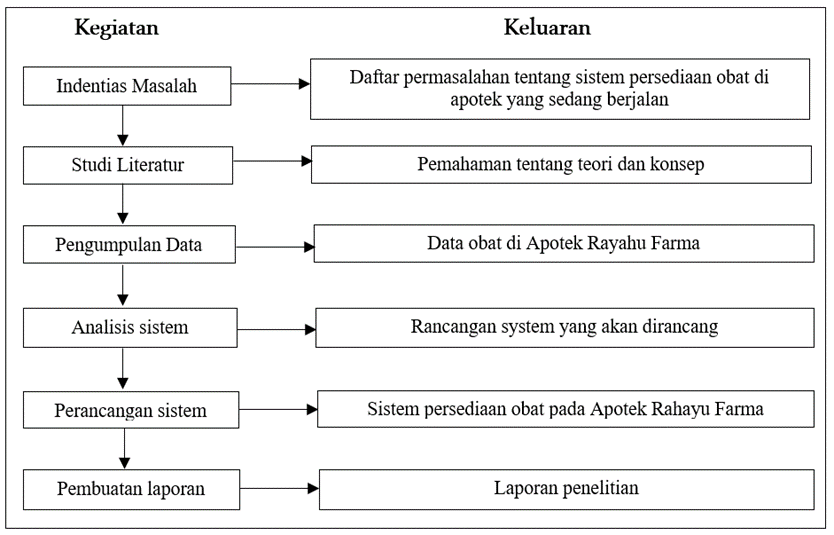 Kegiatan
Keluaran
Indentias Masalah
Daftar permasalahan tentang sistem persediaan obat di
apotek yang sedang berjalan
Studi Literatur
Pemahaman tentang teori dan konsep
Pengumpulan Data
Data obat di Apotek Rayahu Farma
Analisis sistem
Rancangan system yang akan dirancang
Perancangan sistem
Sistem persediaan obat pada Apotek Rahayu Farma
Pembuatan laporan
Laporan penelitian